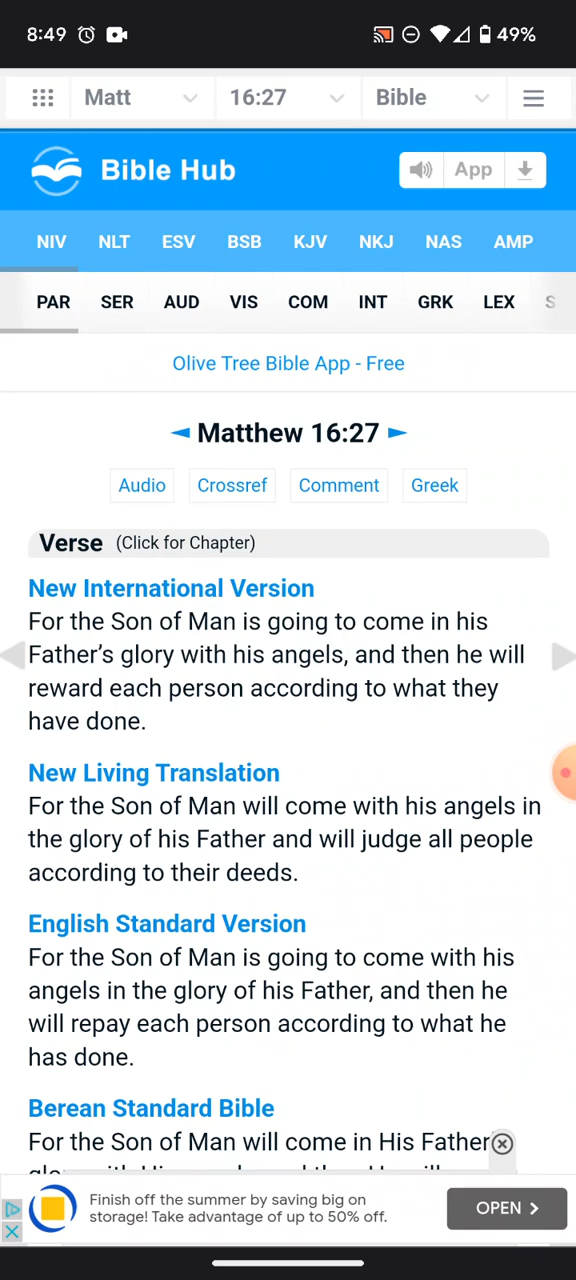 8:49 49%
Matt 16:27 Bible
Bible Hub App
NIV NLT ESV BSB KJV NKJ NAS AMP
PAR SER AUD VIS COM INT GRK LEX S
Olive Tree Bible App - Free
◄ Matthew 16:27 ►
Audio Crossref Comment Greek
Verse (Click for Chapter)
New International Version
For the Son of Man is going to come in his
Father’s glory with his angels, and then he will
reward each person according to what they
have done.
New Living Translation
For the Son of Man will come with his angels in
the glory of his Father and will judge all people
according to their deeds.
English Standard Version
For the Son of Man is going to come with his
angels in the glory of his Father, and then he
will repay each person according to what he
has done.
Berean Standard Bible
For the Son of Man will come in His Father
Finish off the summer by saving big on
storage! Take advantage of up to 50% off.
OPEN